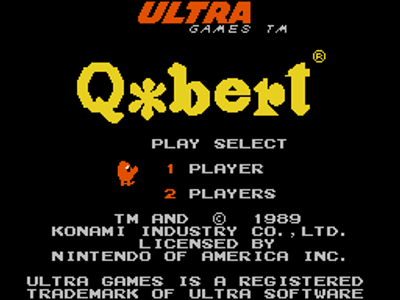 ULTRA
GAMES TM
Q*bert®
PLAY SELECT
1 PLAYER
2 PLAYERS
TM AND © 1989
KONAMI INDUSTRY CO.,LTD.
LICENSED BY
NINTENDO OF AMERICA INC.
ULTRA GAMES IS A REGISTERED
TRADEMARK OF ULTRA SOFTWARE